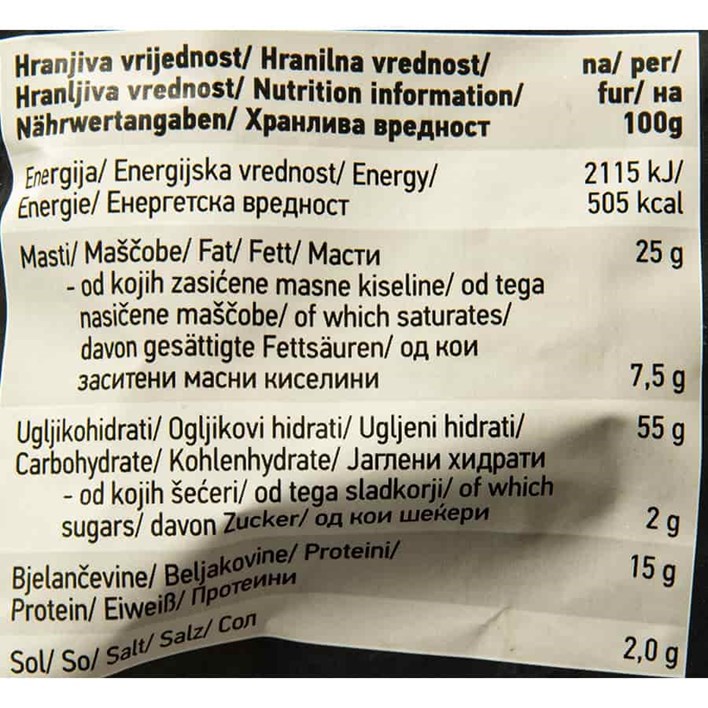 Hranjiva vrijednost/ Hranilna vrednost/ na/ per/
Hranljiva vrednost/ Nutrition information/ fur/ на
Nährwertangaben/ Хранлива вредност 100g
Energija/ Energijska vrednost/ Energy/ 2115 kJ/
Energie/ Енергетска вредност 505 kcal
Masti/ Maščobe/ Fat/ Fett/ Масти 25 g
- od kojih zasićene masne kiseline/ od tega
nasičene maščobe/ of which saturates/
davon gesättigte Fettsäuren/ од кои
заситени масни киселини 7,5 g
Ugljikohidrati/ Ogljikovi hidrati/ Ugljeni hidrati/ 55 g
Carbohydrate/ Kohlenhydrate/ Јаглени хидрати
- od kojih šećeri/ od tega sladkorji/ of which
sugars/ davon Zucker/ од кои шеќери 2 g
Bjelančevine/ Beljakovine/ Proteini/ 15 g
Protein/ Eiweiß/ Протеини
Sol/ So/ Salt/ Salz/ Сол 2,0 g